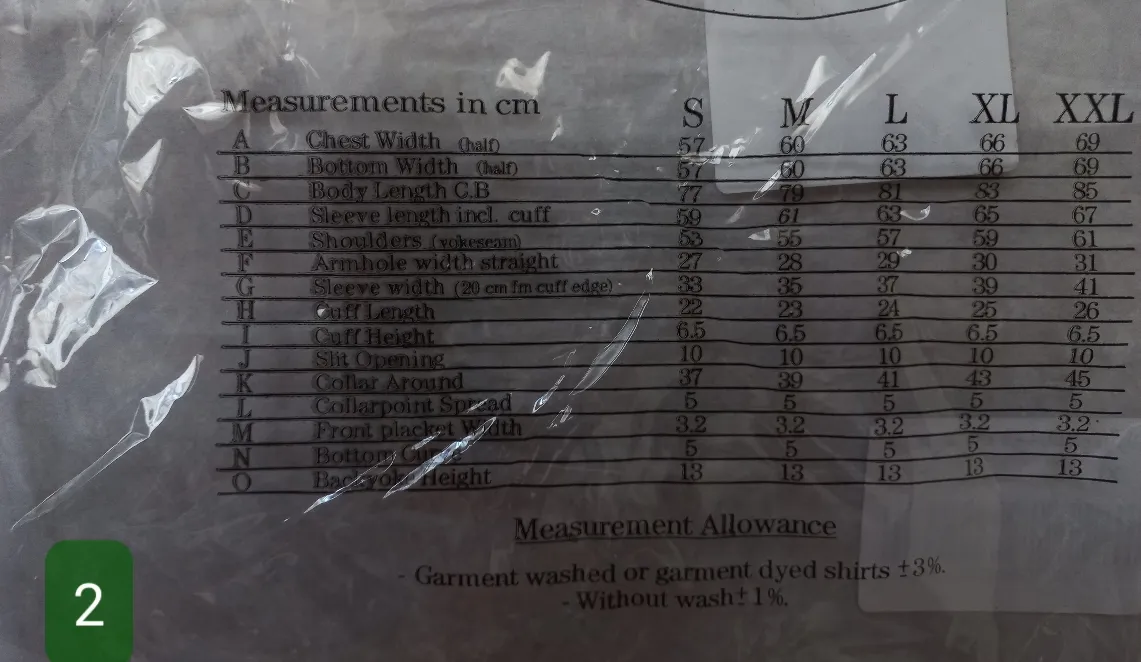 Measurements in cm S M L XL XXL
A Chest Width (half) 57 60 63 66 69
B Bottom Width (half) 57 60 63 66 69
C Body Length C.B 77 79 81 83 85
D Sleeve length incl. cuff 59 61 63 65 67
E Shoulders (yokeseam) 53 55 57 59 61
F Armhole width straight 27 28 29 30 31
G Sleeve width (20 cm fm cuff edge) 33 35 37 39 41
H Cuff Length 22 23 24 25 26
I Cuff Height 6.5 6.5 6.5 6.5 6.5
J Slit Opening 10 10 10 10 10
K Collar Around 37 39 41 43 45
L Collarpoint Spread 5 5 5 5 5
M Front placket Width 3.2 3.2 3.2 3.2 3.2
N Bottom 5 5 5 5 5
O Backyoke Height 13 13 13 13 13
Measurement Allowance
- Garment washed or garment dyed shirts ±3%.
- Without wash± 1%.
2